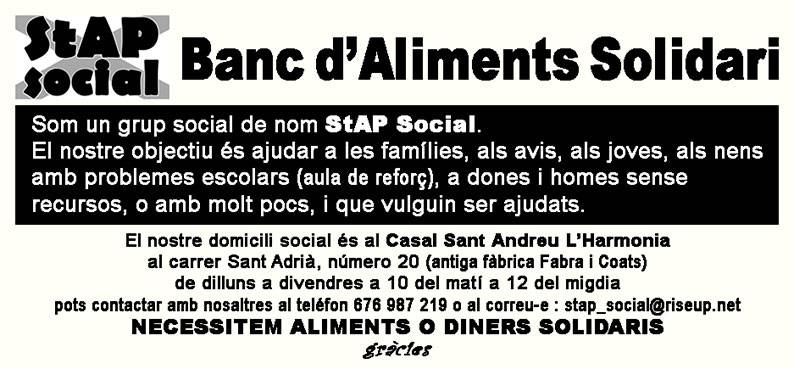 StAP
social
Banc d'Aliments Solidari
Som un grup social de nom StAP Social.
El nostre objectiu és ajudar a les famílies, als avis, als joves, als nens
amb problemes escolars (aula de reforç), a dones i homes sense
recursos, o amb molt pocs, i que vulguin ser ajudats.
El nostre domicili social és al Casal Sant Andreu L'Harmonia
al carrer Sant Adrià, número 20 (antiga fàbrica Fabra i Coats)
de dilluns a divendres a 10 del matí a 12 del migdia
pots contactar amb nosaltres al teléfon 676 987 219 o al correu-e : stap_social@riseup.net
NECESSITEM ALIMENTS O DINERS SOLIDARIS
gràcies